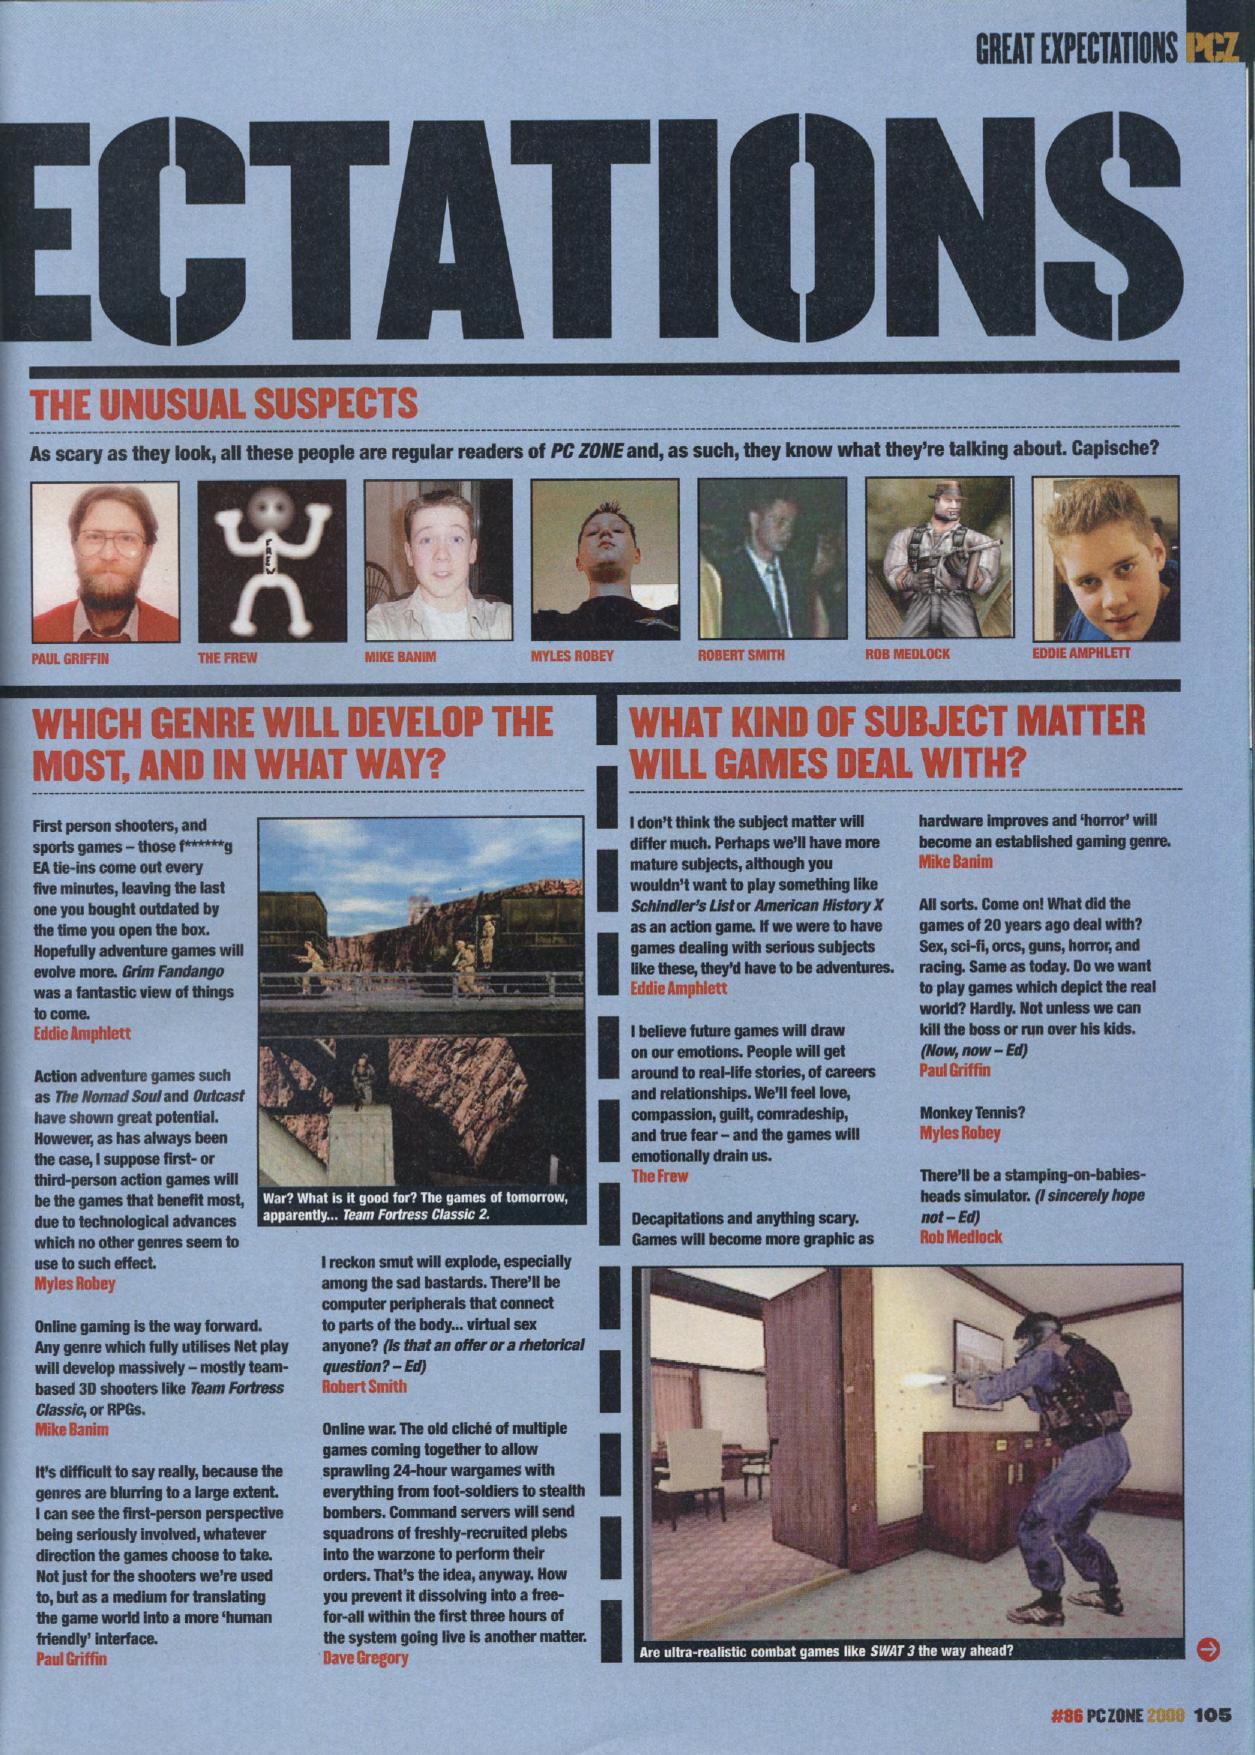 GREAT EXPECTATIONS PCZ
ECTATIONS
THE UNUSUAL SUSPECTS
As scary as they look, all these people are regular readers of PC ZONE and, as such, they know what they're talking about. Capische?
FREW
PAUL GRIFFIN
THE FREW
MIKE BANIM
MYLES ROBEY
ROBERT SMITH
ROB MEDLOCK
EDDIE AMPHLETT
WHICH GENRE WILL DEVELOP THE
MOST, AND IN WHAT WAY?
First person shooters, and
sports games – those f******g
EA tie-ins come out every
five minutes, leaving the last
one you bought outdated by
the time you open the box.
Hopefully adventure games will
evolve more. Grim Fandango
was a fantastic view of things
to come.
Eddie Amphlett
Action adventure games such
as The Nomad Soul and Outcast
have shown great potential.
However, as has always been
the case, I suppose first- or
third-person action games will
be the games that benefit most,
due to technological advances
which no other genres seem to
use to such effect.
Myles Robey
Online gaming is the way forward.
Any genre which fully utilises Net play
will develop massively – mostly team-
based 3D shooters like Team Fortress
Classic, or RPGs.
Mike Banim
It's difficult to say really, because the
genres are blurring to a large extent.
I can see the first-person perspective
being seriously involved, whatever
direction the games choose to take.
Not just for the shooters we're used
to, but as a medium for translating
the game world into a more 'human
friendly' interface.
Paul Griffin
War? What is it good for? The games of tomorrow,
apparently... Team Fortress Classic 2.
I reckon smut will explode, especially
among the sad bastards. There'll be
computer peripherals that connect
to parts of the body... virtual sex
anyone? (Is that an offer or a rhetorical
question? – Ed)
Robert Smith
Online war. The old cliché of multiple
games coming together to allow
sprawling 24-hour wargames with
everything from foot-soldiers to stealth
bombers. Command servers will send
squadrons of freshly-recruited plebs
into the warzone to perform their
orders. That's the idea, anyway. How
you prevent it dissolving into a free-
for-all within the first three hours of
the system going live is another matter.
Dave Gregory
WHAT KIND OF SUBJECT MATTER
WILL GAMES DEAL WITH?
I don't think the subject matter will
differ much. Perhaps we'll have more
mature subjects, although you
wouldn't want to play something like
Schindler's List or American History X
as an action game. If we were to have
games dealing with serious subjects
like these, they'd have to be adventures.
Eddie Amphlett
I believe future games will draw
on our emotions. People will get
around to real-life stories, of careers
and relationships. We'll feel love,
compassion, guilt, comradeship,
and true fear – and the games will
emotionally drain us.
The Frew
Decapitations and anything scary.
Games will become more graphic as
hardware improves and 'horror' will
become an established gaming genre.
Mike Banim
All sorts. Come on! What did the
games of 20 years ago deal with?
Sex, sci-fi, orcs, guns, horror, and
racing. Same as today. Do we want
to play games which depict the real
world? Hardly. Not unless we can
kill the boss or run over his kids.
(Now, now – Ed)
Paul Griffin
Monkey Tennis?
Myles Robey
There'll be a stamping-on-babies-
heads simulator. (I sincerely hope
not – Ed)
Rob Medlock
Are ultra-realistic combat games like SWAT 3 the way ahead?
#86 PC ZONE 2000 105